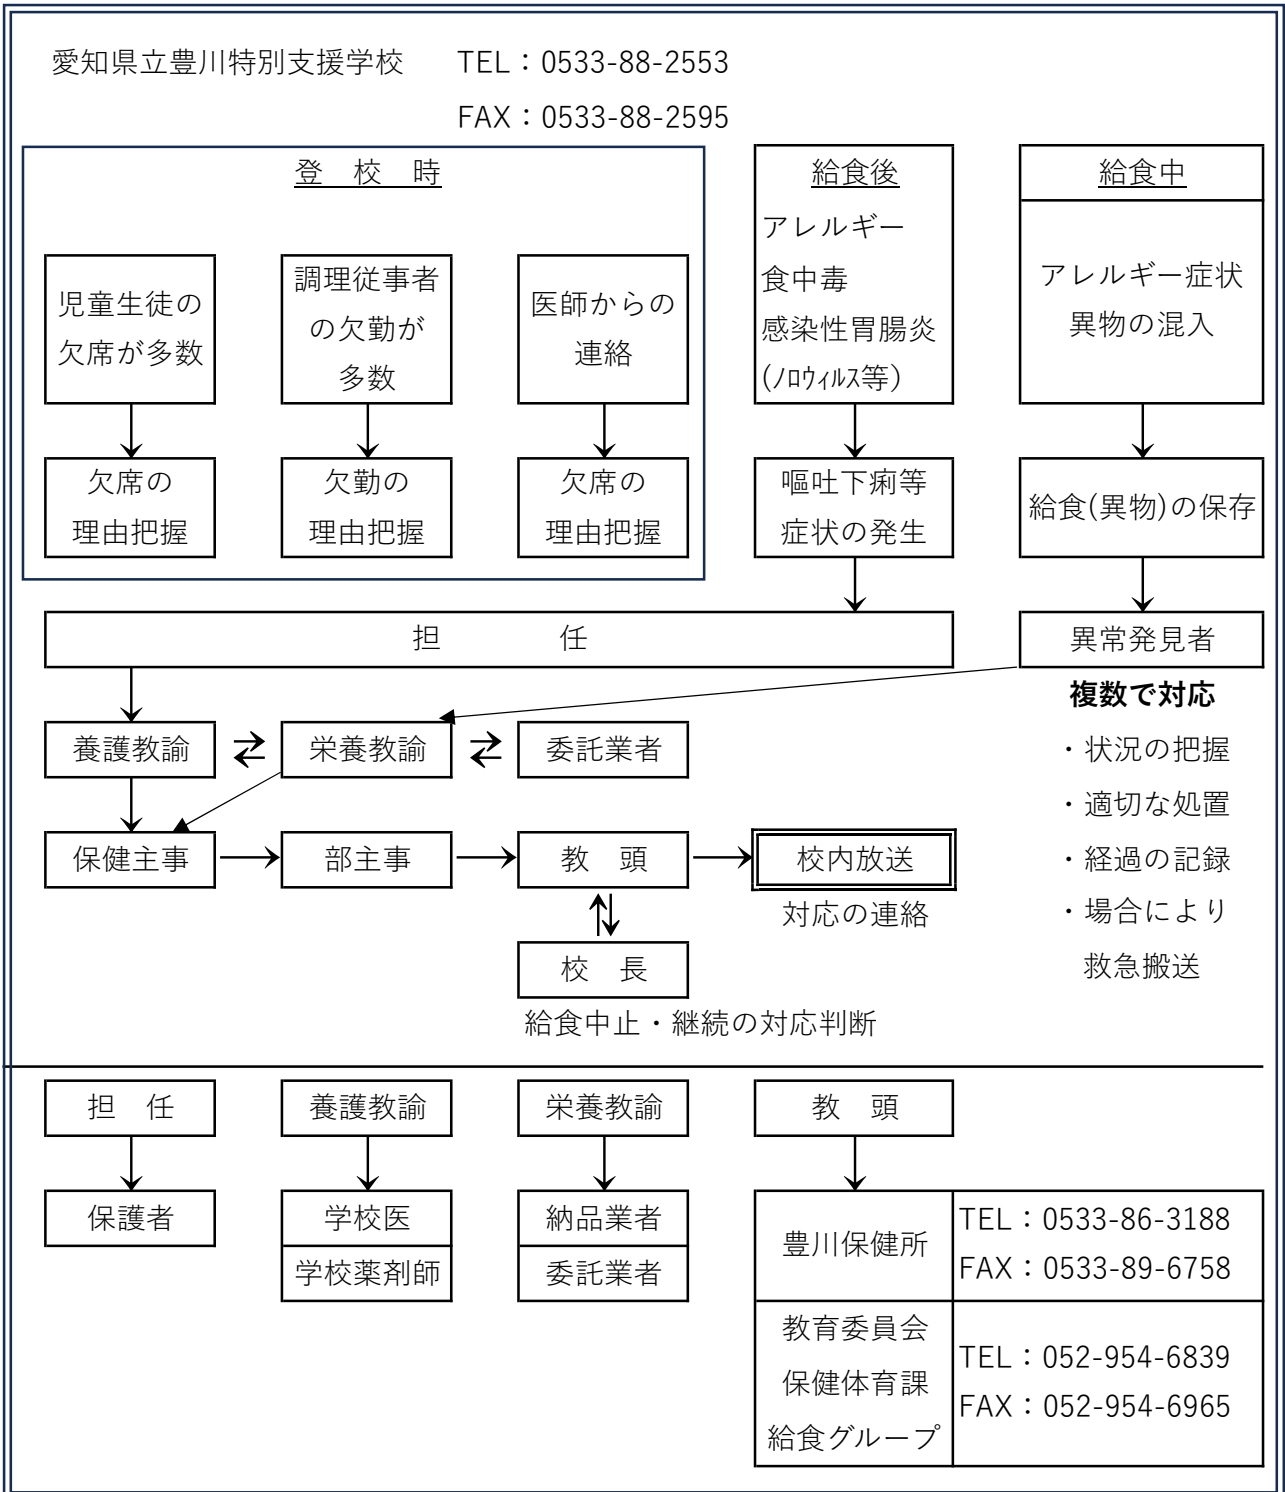 愛知県立豊川特別支援学校 TEL：0533-88-2553
FAX：0533-88-2595
登 校 時
児童生徒の
欠席が多数
調理従事者
の欠勤が
多数
医師からの
連絡
欠席の
理由把握
欠勤の
理由把握
欠席の
理由把握
給食後
アレルギー
食中毒
感染性胃腸炎
(ﾉﾛｳｨﾙｽ等)
嘔吐下痢等
症状の発生
給食中
アレルギー症状
異物の混入
給食(異物)の保存
担 任
異常発見者
複数で対応
・状況の把握
・適切な処置
・経過の記録
・場合により
救急搬送
養護教諭
栄養教諭
委託業者
保健主事
部主事
教 頭
校内放送
対応の連絡
校 長
給食中止・継続の対応判断
担 任
保護者
養護教諭
学校医
学校薬剤師
栄養教諭
納品業者
委託業者
教 頭
豊川保健所
TEL：0533-86-3188
FAX：0533-89-6758
教育委員会
保健体育課
給食グループ
TEL：052-954-6839
FAX：052-954-6965